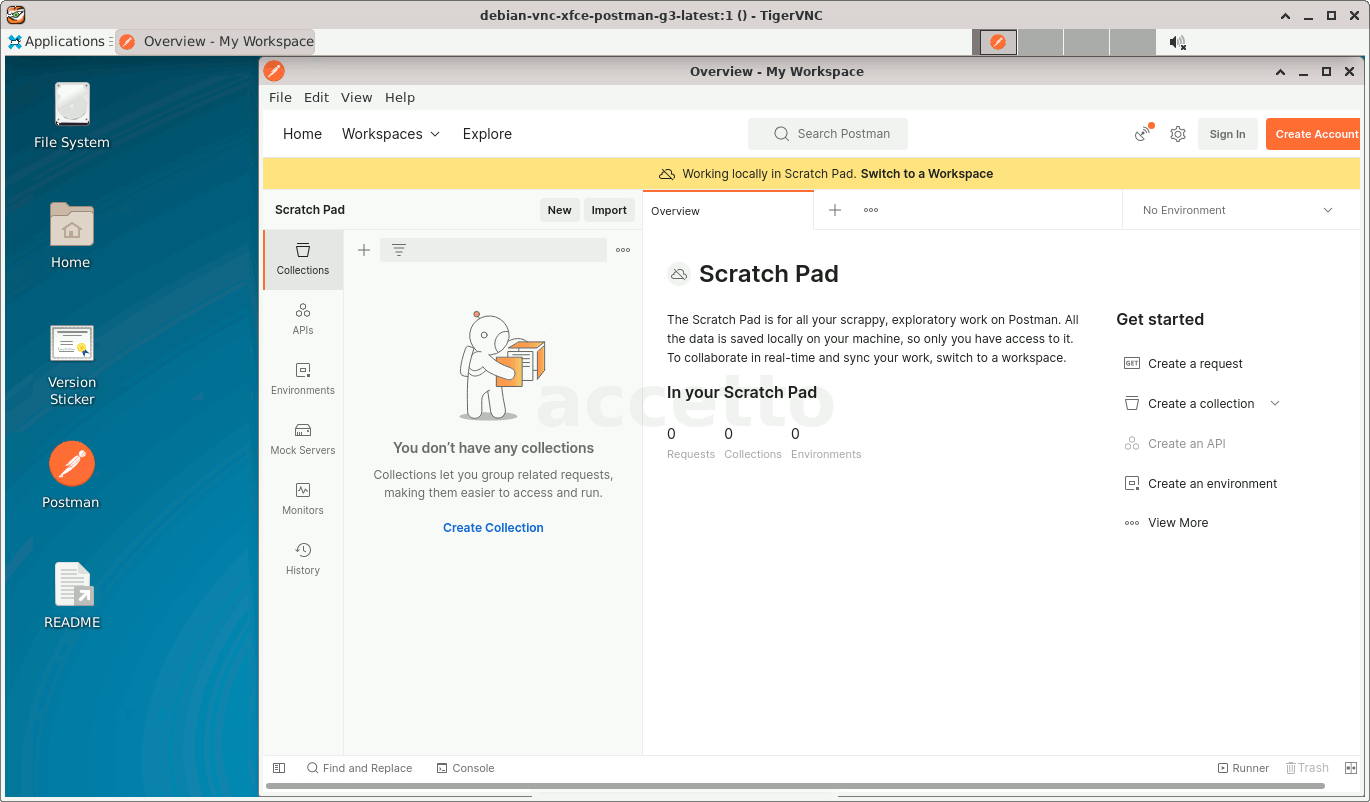 debian-vnc-xfce-postman-g3-latest:1 () - TigerVNC
Applications
Overview - My Workspace
File System
Home
Version
Sticker
Postman
README
Overview - My Workspace
File Edit View Help
Home Workspaces Explore
Search Postman
Sign In
Create Account
Working locally in Scratch Pad. Switch to a Workspace
Scratch Pad
New
Import
Overview
No Environment
Collections
APIs
Environments
Mock Servers
Monitors
History
You don’t have any collections
Collections let you group related requests,
making them easier to access and run.
Create Collection
accetto
Scratch Pad
The Scratch Pad is for all your scrappy, exploratory work on Postman. All
the data is saved locally on your machine, so only you have access to it.
To collaborate in real-time and sync your work, switch to a workspace.
In your Scratch Pad
0 0 0
Requests Collections Environments
Get started
GET Create a request
Create a collection
Create an API
Create an environment
View More
Find and Replace
Console
Runner
Trash